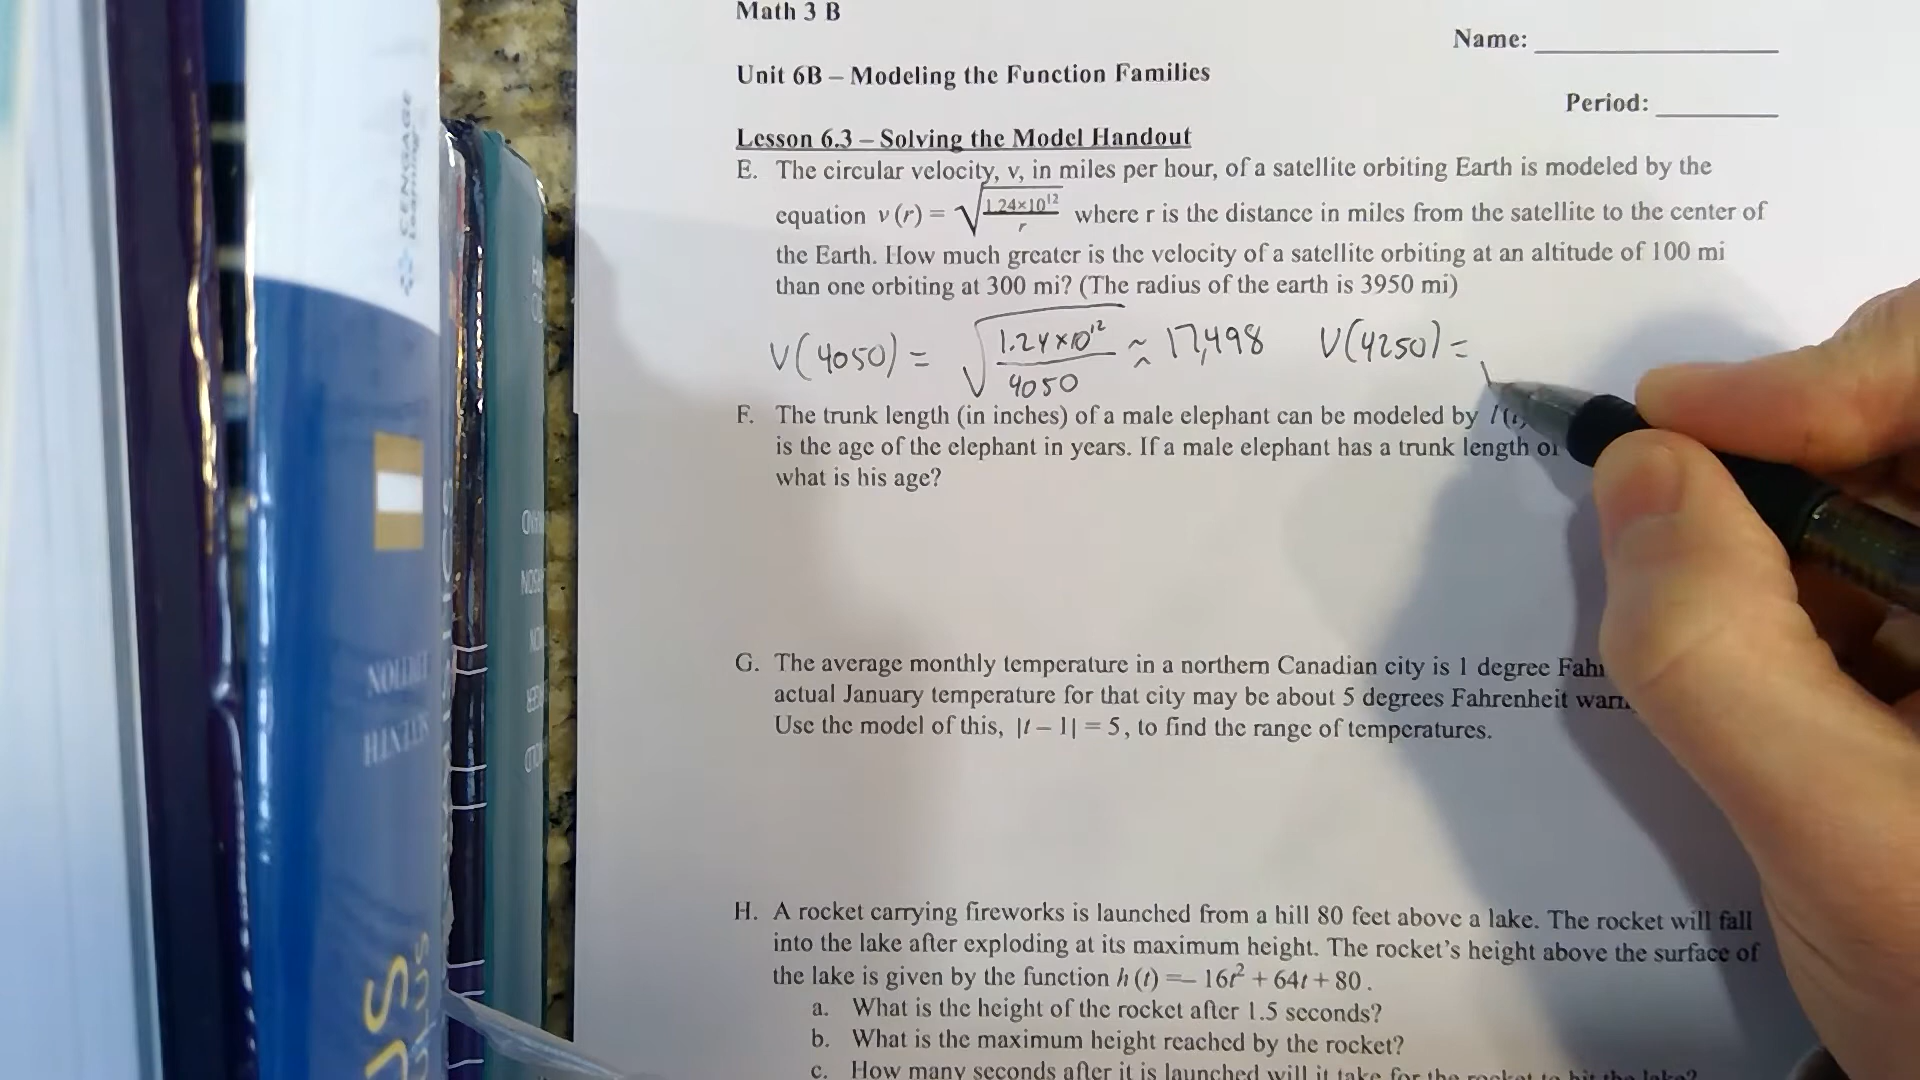 Math 3 B
Name:
Unit 6B – Modeling the Function Families
Period:
Lesson 6.3 – Solving the Model Handout
E. The circular velocity, v, in miles per hour, of a satellite orbiting Earth is modeled by the
equation v(r) = √(1.24×10¹²/r) where r is the distance in miles from the satellite to the center of
the Earth. How much greater is the velocity of a satellite orbiting at an altitude of 100 mi
than one orbiting at 300 mi? (The radius of the earth is 3950 mi)
V(4050) = √(1.24×10¹²/4050) ≈ 17,498 V(4250) =
F. The trunk length (in inches) of a male elephant can be modeled by l(t)
is the age of the elephant in years. If a male elephant has a trunk length
what is his age?
G. The average monthly temperature in a northern Canadian city is 1 degree Fahr
actual January temperature for that city may be about 5 degrees Fahrenheit warm
Use the model of this, |t – 1| = 5, to find the range of temperatures.
H. A rocket carrying fireworks is launched from a hill 80 feet above a lake. The rocket will fall
into the lake after exploding at its maximum height. The rocket's height above the surface of
the lake is given by the function h(t) = – 16t² + 64t + 80.
a. What is the height of the rocket after 1.5 seconds?
b. What is the maximum height reached by the rocket?
c. How many seconds after it is launched will it take for the rocket to hit the lake?
CENGAGE
Learning
EDITION
SIXTH